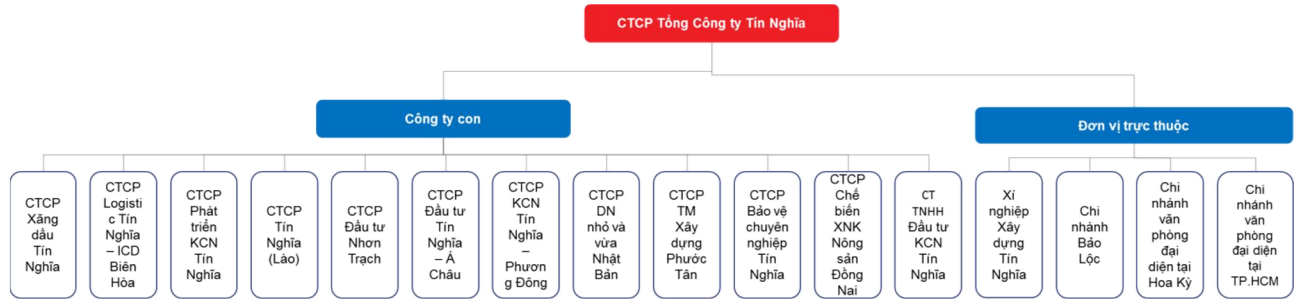 CTCP Tổng Công ty Tín Nghĩa
Công ty con
Đơn vị trực thuộc
CTCP
Xăng
dầu
Tín
Nghĩa
CTCP
Logisti
c Tín
Nghĩa
– ICD
Biên
Hòa
CTCP
Phát
triển
KCN
Tín
Nghĩa
CTCP
Tín
Nghĩa
(Lào)
CTCP
Đầu tư
Nhơn
Trạch
CTCP
Đầu tư
Tín
Nghĩa
– Á
Châu
CTCP
KCN
Tín
Nghĩa
–
Phươn
g Đông
CTCP
DN
nhỏ và
vừa
Nhật
Bản
CTCP
TM
Xây
dựng
Phước
Tân
CTCP
Bảo vệ
chuyên
nghiệp
Tín
Nghĩa
CTCP
Chế
biến
XNK
Nông
sản
Đồng
Nai
CT
TNHH
Đầu tư
KCN
Tín
Nghĩa
Xí
nghiệp
Xây
dựng
Tín
Nghĩa
Chi
nhánh
Bảo
Lộc
Chi
nhánh
văn
phòng
đại
diện tại
Hoa Kỳ
Chi
nhánh
văn
phòng
đại diện
tại
TP.HCM